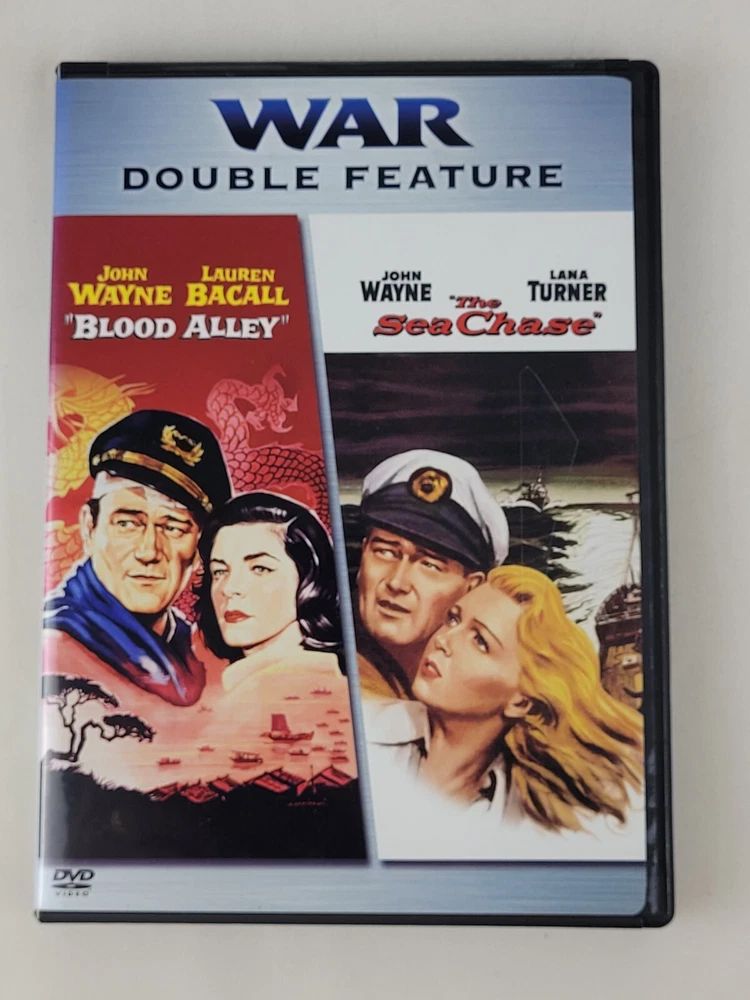 WAR
DOUBLE FEATURE
JOHN WAYNE
LAUREN BACALL
"BLOOD ALLEY"
JOHN WAYNE
LANA TURNER
"The Sea Chase"
DVD
VIDEO